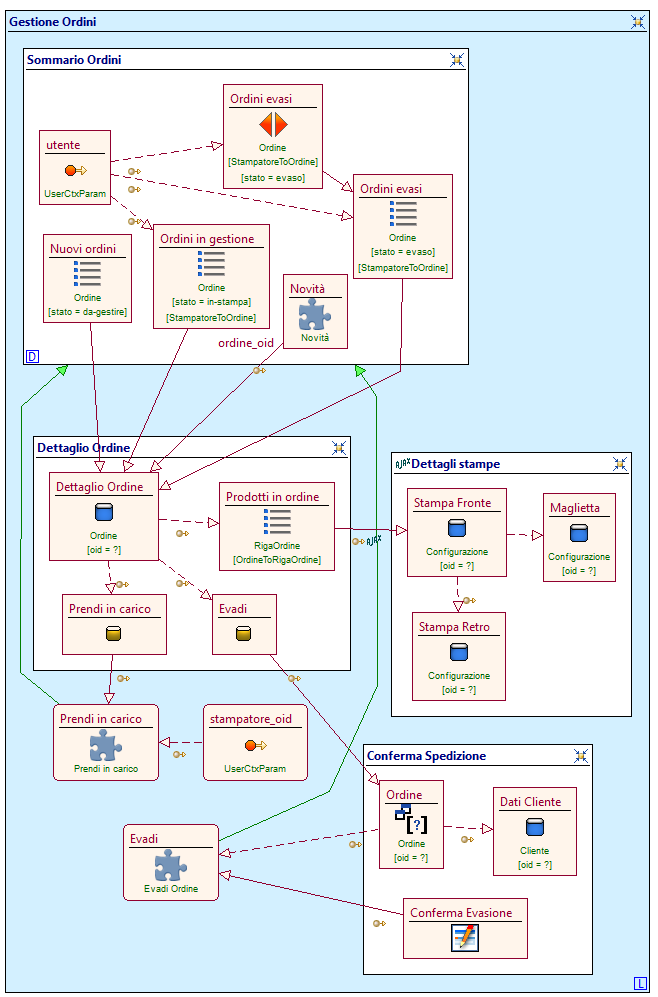 Gestione Ordini
Sommario Ordini
utente
UserCtxParam
Ordini evasi
Ordine
[StampatoreToOrdine]
[stato = evaso]
Ordini evasi
Ordine
[stato = evaso]
[StampatoreToOrdine]
Nuovi ordini
Ordine
[stato = da-gestire]
Ordini in gestione
Ordine
[stato = in-stampa]
[StampatoreToOrdine]
Novità
Novità
ordine_oid
D
Dettaglio Ordine
Dettaglio Ordine
Ordine
[oid = ?]
Prodotti in ordine
RigaOrdine
[OrdineToRigaOrdine]
Prendi in carico
Evadi
AJAX
AJAX Dettagli stampe
Stampa Fronte
Configurazione
[oid = ?]
Maglietta
Configurazione
[oid = ?]
Stampa Retro
Configurazione
[oid = ?]
Prendi in carico
Prendi in carico
stampatore_oid
UserCtxParam
Conferma Spedizione
Ordine
[?]
Ordine
[oid = ?]
Dati Cliente
Cliente
[oid = ?]
Evadi
Evadi Ordine
Conferma Evasione
L